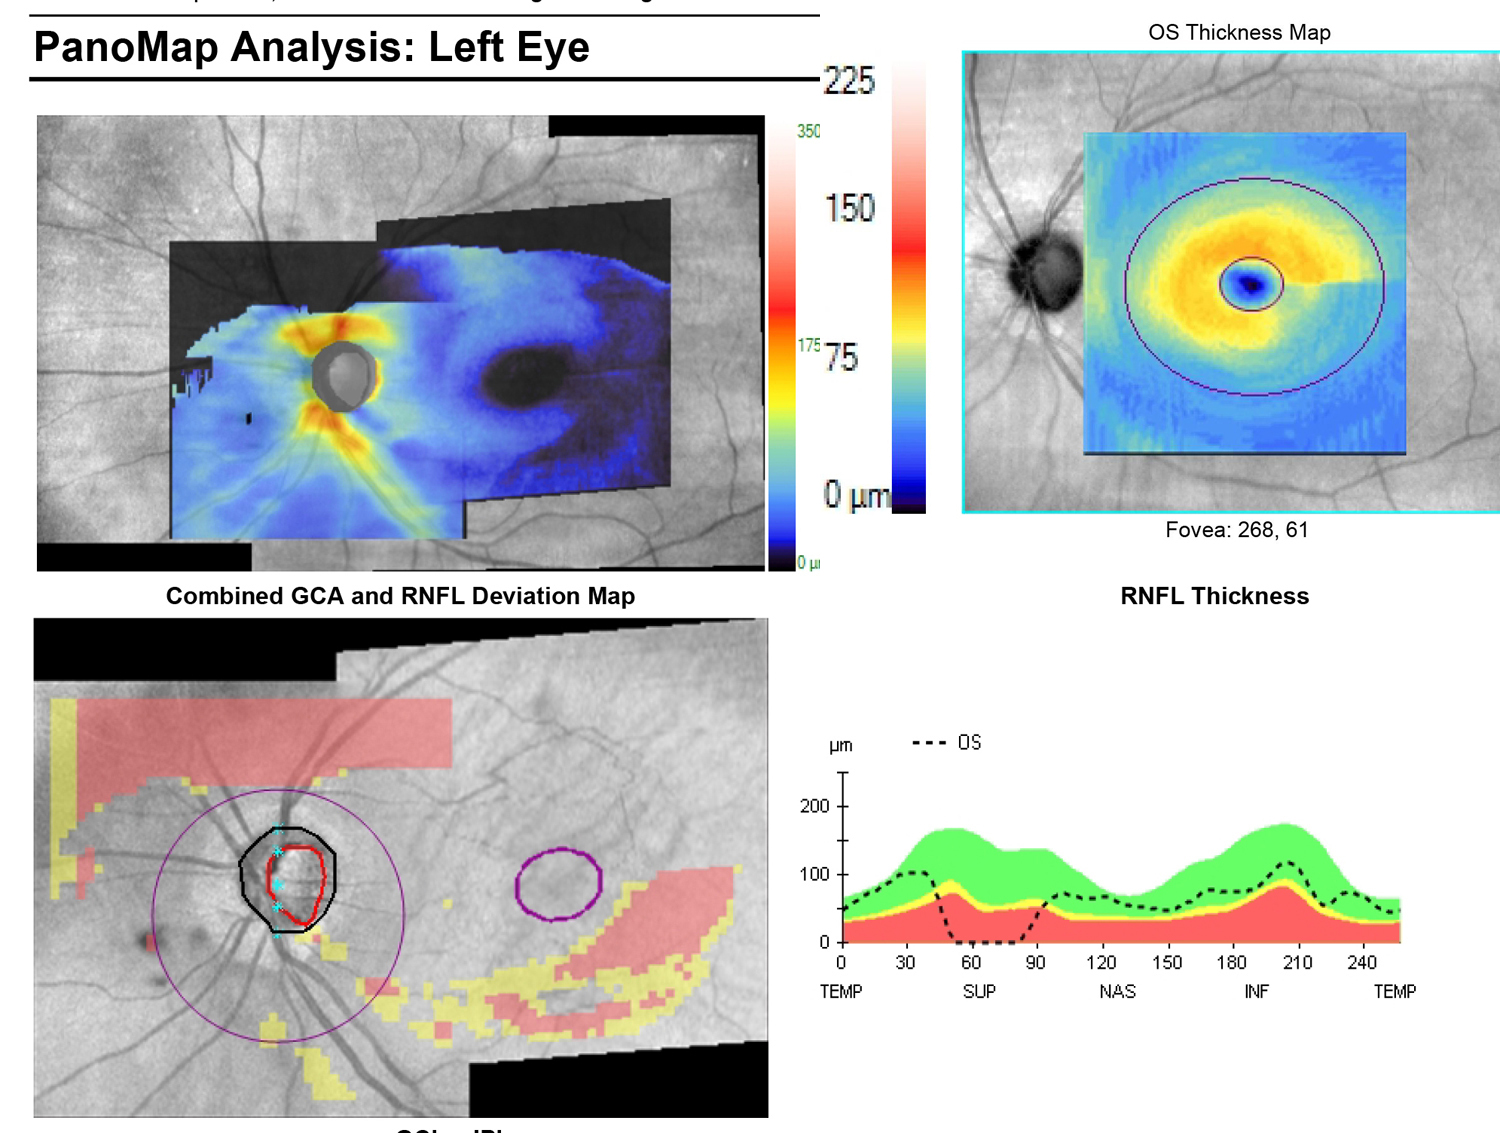 PanoMap Analysis: Left Eye
OS Thickness Map
350
175
0 µ
225
150
75
0 µm
Fovea: 268, 61
Combined GCA and RNFL Deviation Map
RNFL Thickness
µm
OS
200
100
0
0 30 60 90 120 150 180 210 240
TEMP SUP NAS INF TEMP